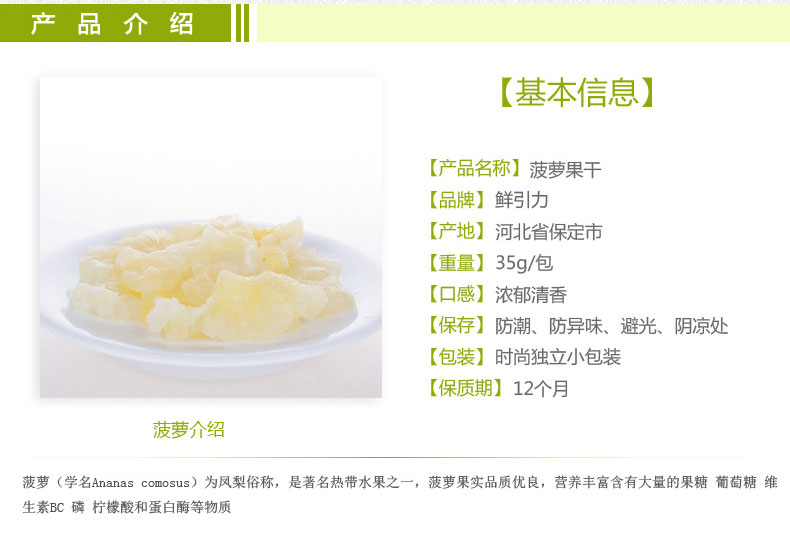 产品介绍
【基本信息】
【产品名称】菠萝果干
【品牌】鲜引力
【产地】河北省保定市
【重量】35g/包
【口感】浓郁清香
【保存】防潮、防异味、避光、阴凉处
【包装】时尚独立小包装
【保质期】12个月
菠萝介绍
菠萝（学名Ananas comosus）为凤梨俗称，是著名热带水果之一，菠萝果实品质优良，营养丰富含有大量的果糖 葡萄糖 维
生素BC 磷 柠檬酸和蛋白酶等物质